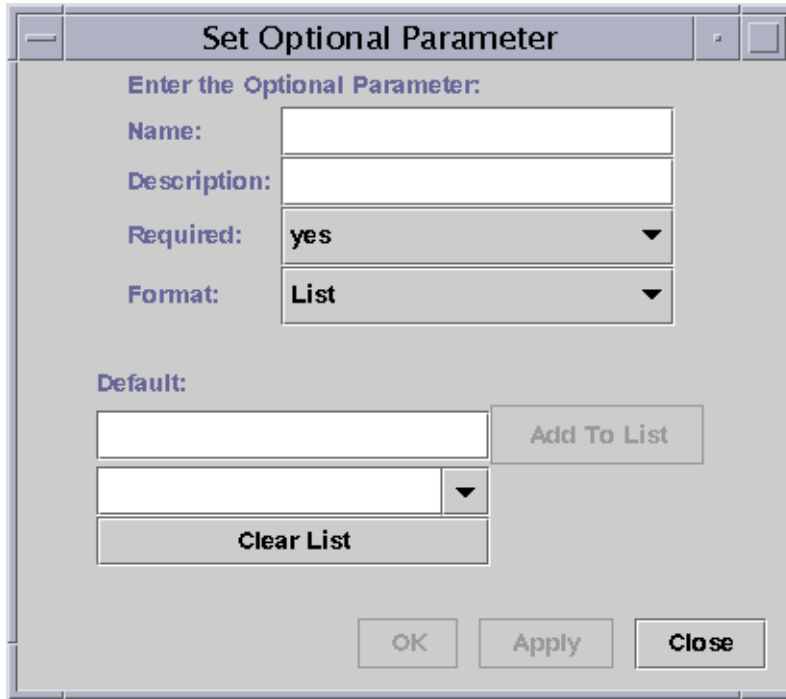 Set Optional Parameter
Enter the Optional Parameter:
Name:
Description:
Required: yes
Format: List
Default:
Add To List
Clear List
OK Apply Close